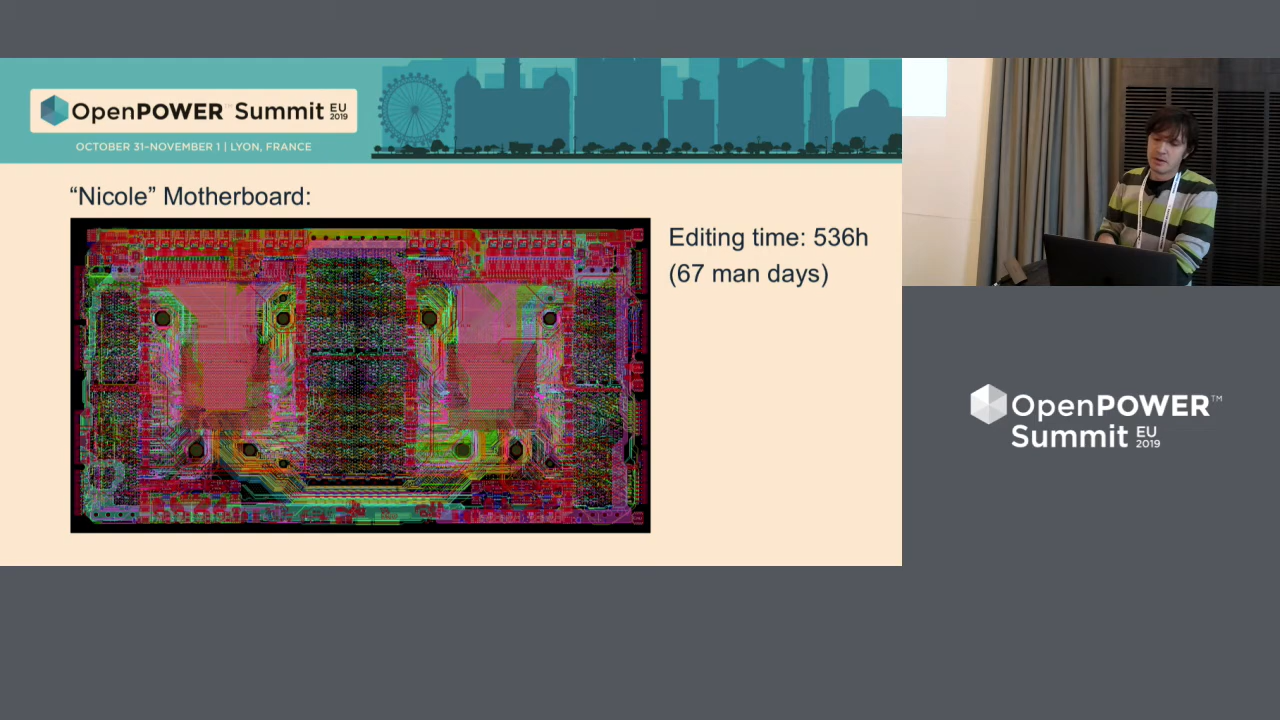 OpenPOWER™ Summit EU 2019
OCTOBER 31–NOVEMBER 1 | LYON, FRANCE
“Nicole” Motherboard:
Editing time: 536h
(67 man days)
OpenPOWER™
Summit EU 2019